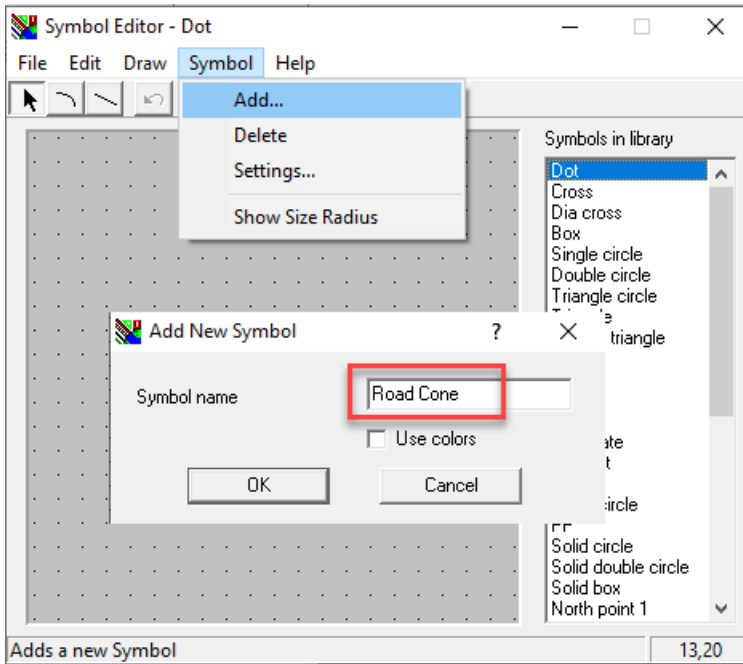 Symbol Editor - Dot
File Edit Draw Symbol Help
Add...
Delete
Settings...
Show Size Radius
Symbols in library
Dot
Cross
Dia cross
Box
Single circle
Double circle
Triangle circle
triangle
Add New Symbol ?
Symbol name
Road Cone
Use colors
OK Cancel
circle
Solid circle
Solid double circle
Solid box
North point 1
Adds a new Symbol 13,20